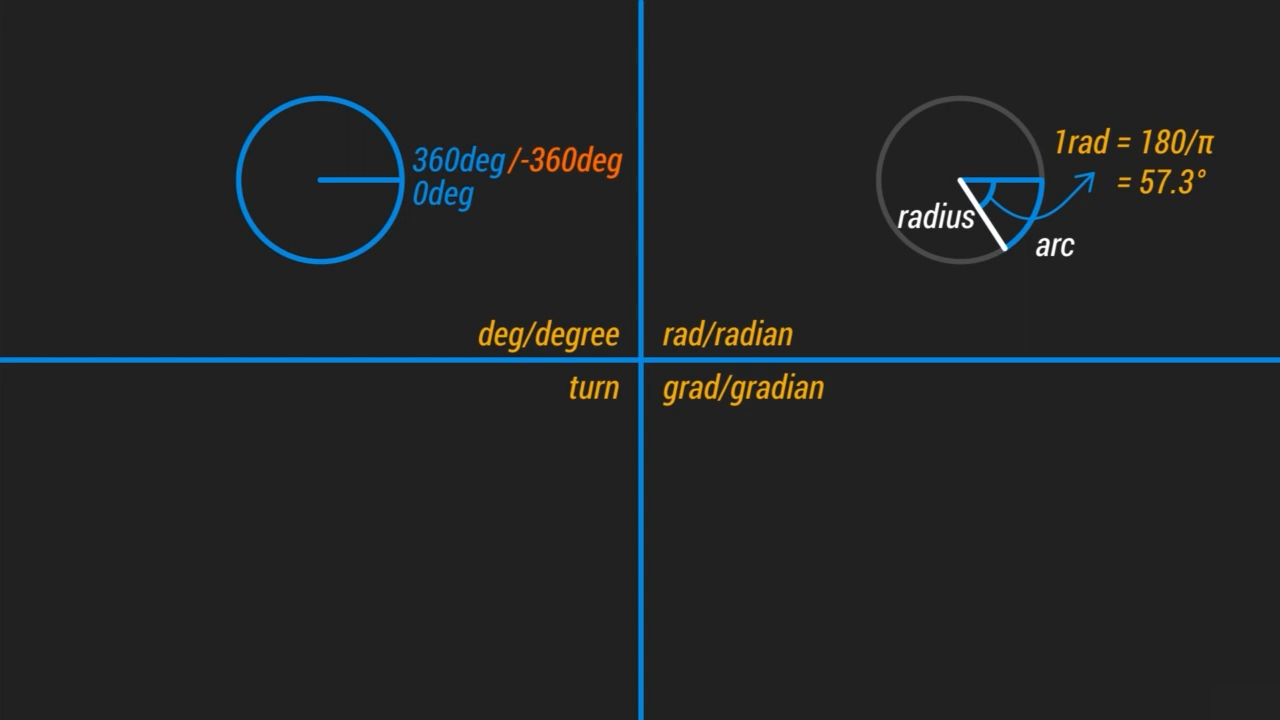 360deg/-360deg
0deg
deg/degree
1rad = 180/π
= 57.3°
radius
arc
rad/radian
turn
grad/gradian